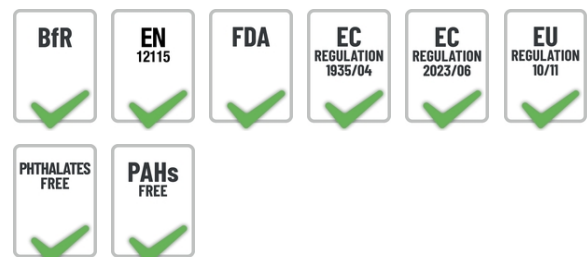 BfR
EN
12115
FDA
EC
REGULATION
1935/04
EC
REGULATION
2023/06
EU
REGULATION
10/11
PHTHALATES
FREE
PAHs
FREE